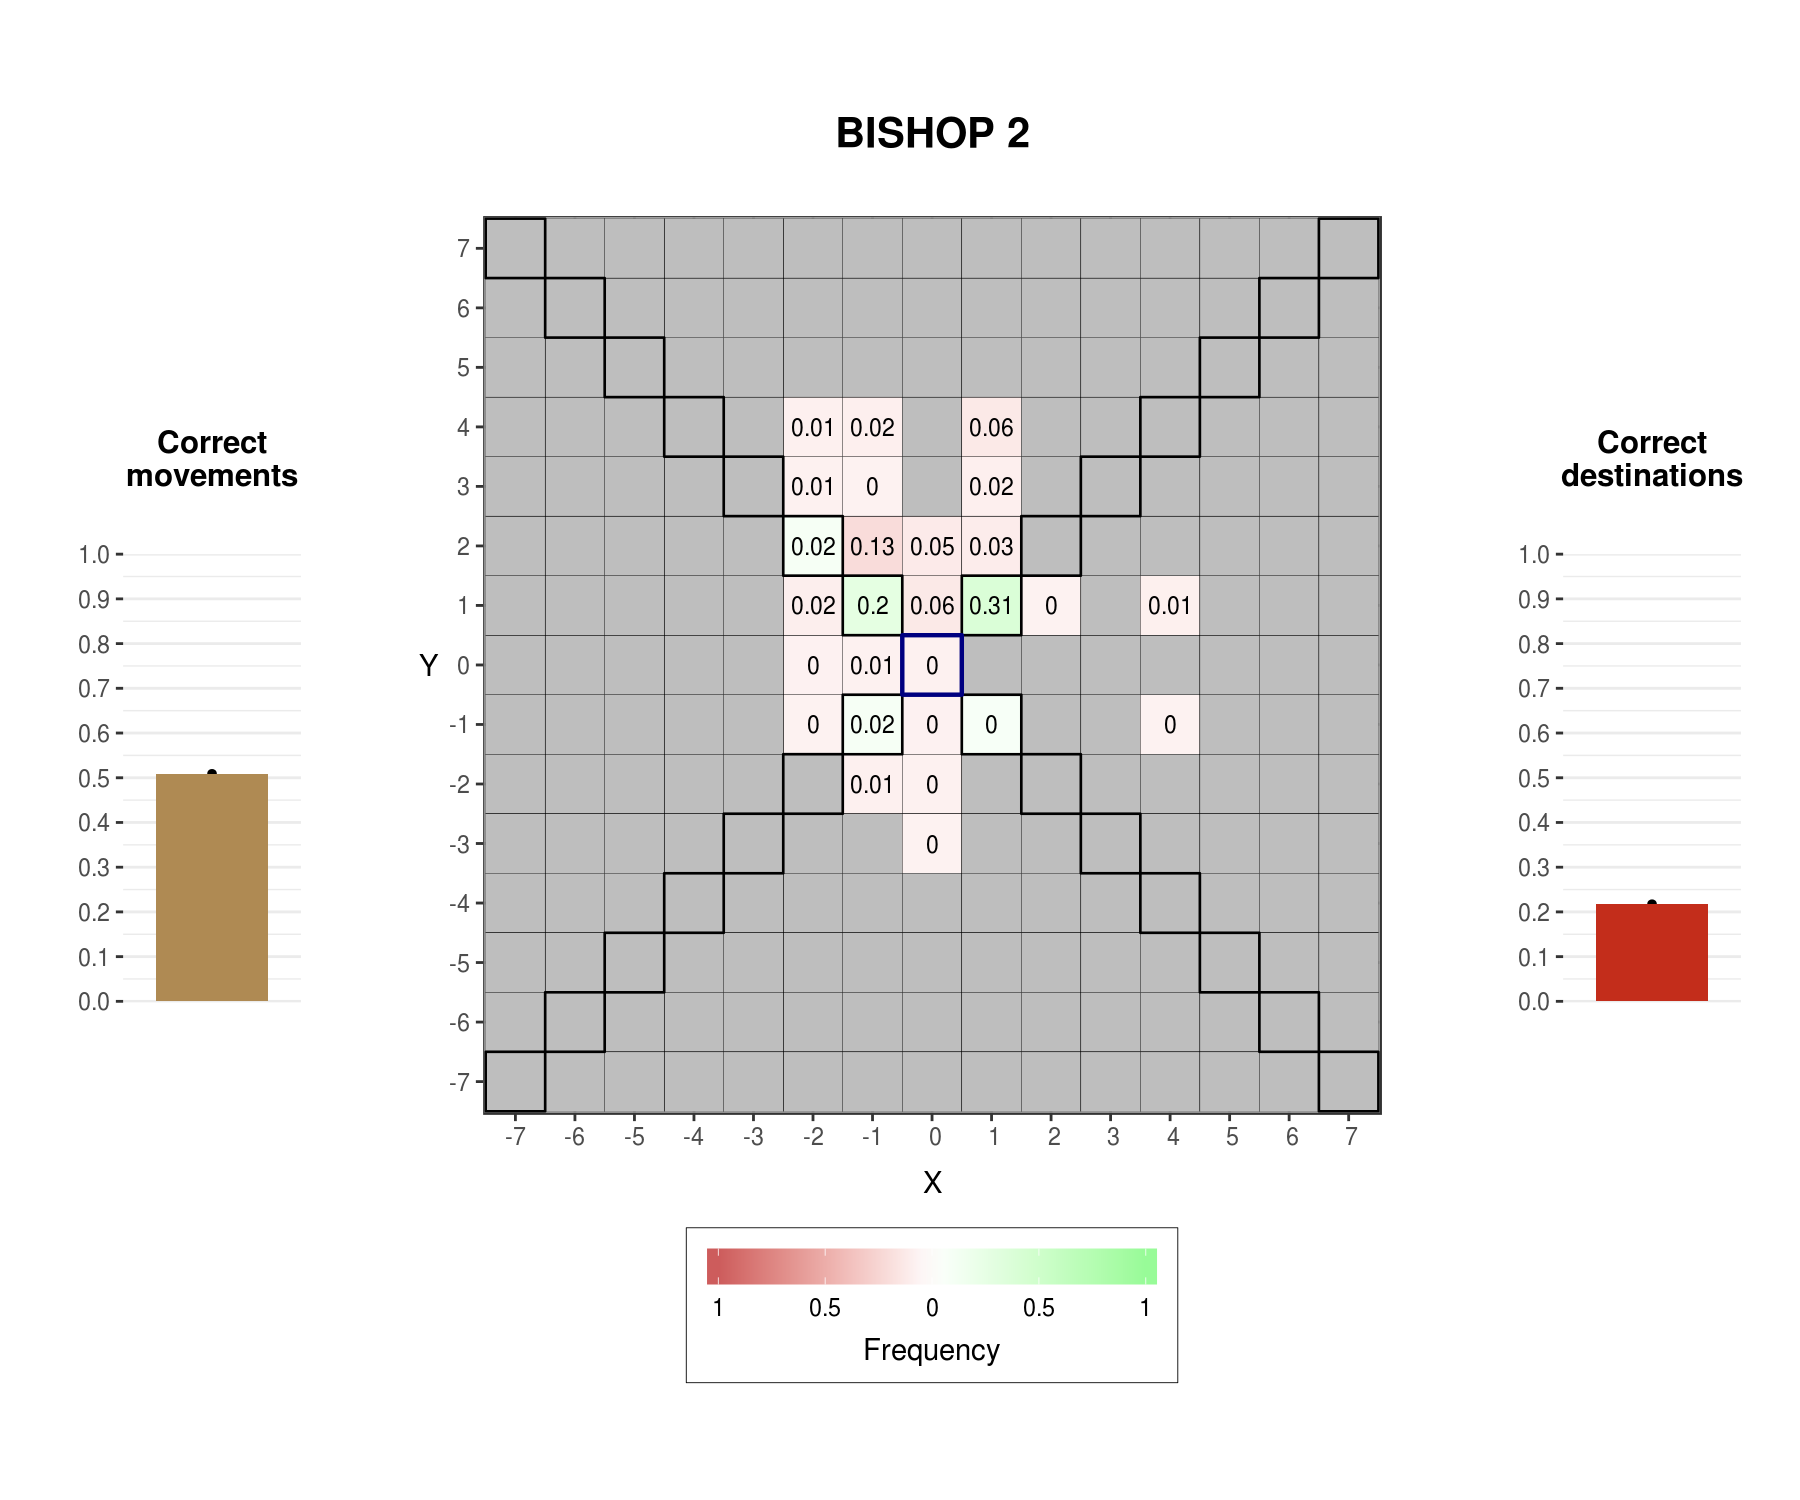 BISHOP 2
Correct
movements
1.0
0.9
0.8
0.7
0.6
0.5
0.4
0.3
0.2
0.1
0.0
Y
7
6
5
4 0.01 0.02 0.06
3 0.01 0 0.02
2 0.02 0.13 0.05 0.03
1 0.02 0.2 0.06 0.31 0 0.01
0 0 0.01 0
-1 0 0.02 0 0 0
-2 0.01 0
-3 0
-4
-5
-6
-7
-7 -6 -5 -4 -3 -2 -1 0 1 2 3 4 5 6 7
X
1 0.5 0 0.5 1
Frequency
Correct
destinations
1.0
0.9
0.8
0.7
0.6
0.5
0.4
0.3
0.2
0.1
0.0